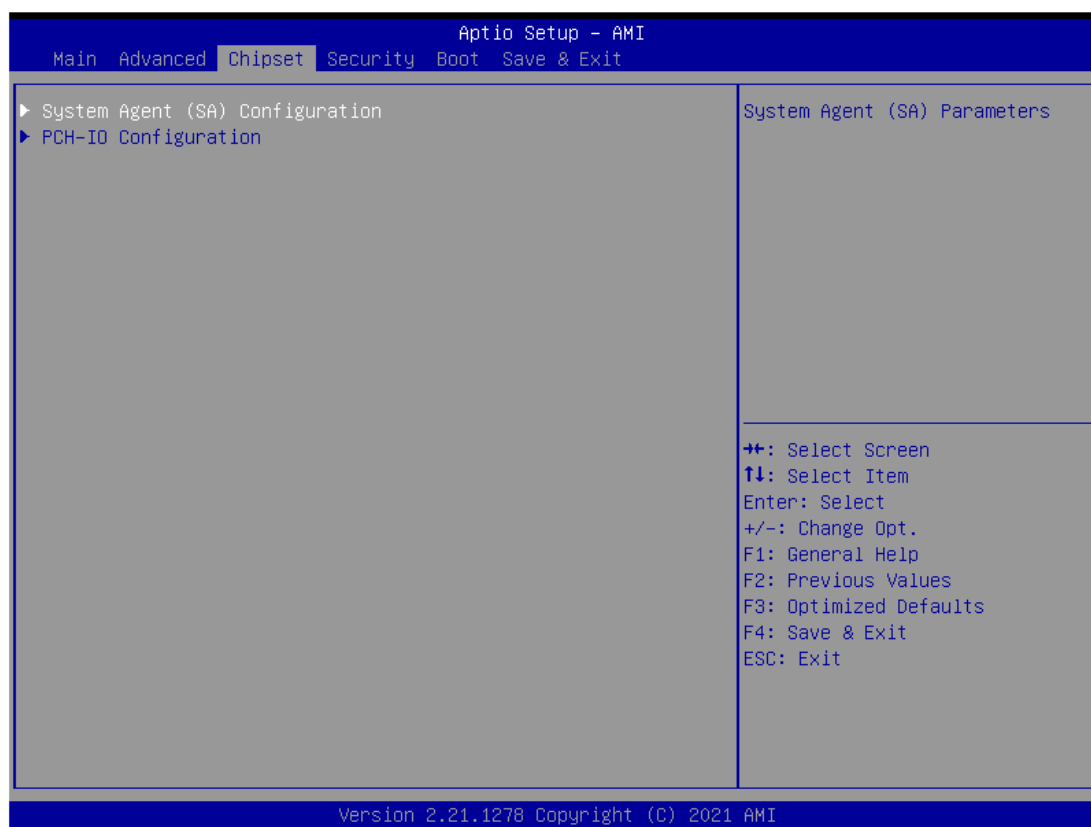 Aptio Setup – AMI
Main Advanced Chipset Security Boot Save & Exit
▶ System Agent (SA) Configuration
▶ PCH-IO Configuration
System Agent (SA) Parameters
→←: Select Screen
↑↓: Select Item
Enter: Select
+/-: Change Opt.
F1: General Help
F2: Previous Values
F3: Optimized Defaults
F4: Save & Exit
ESC: Exit
Version 2.21.1278 Copyright (C) 2021 AMI